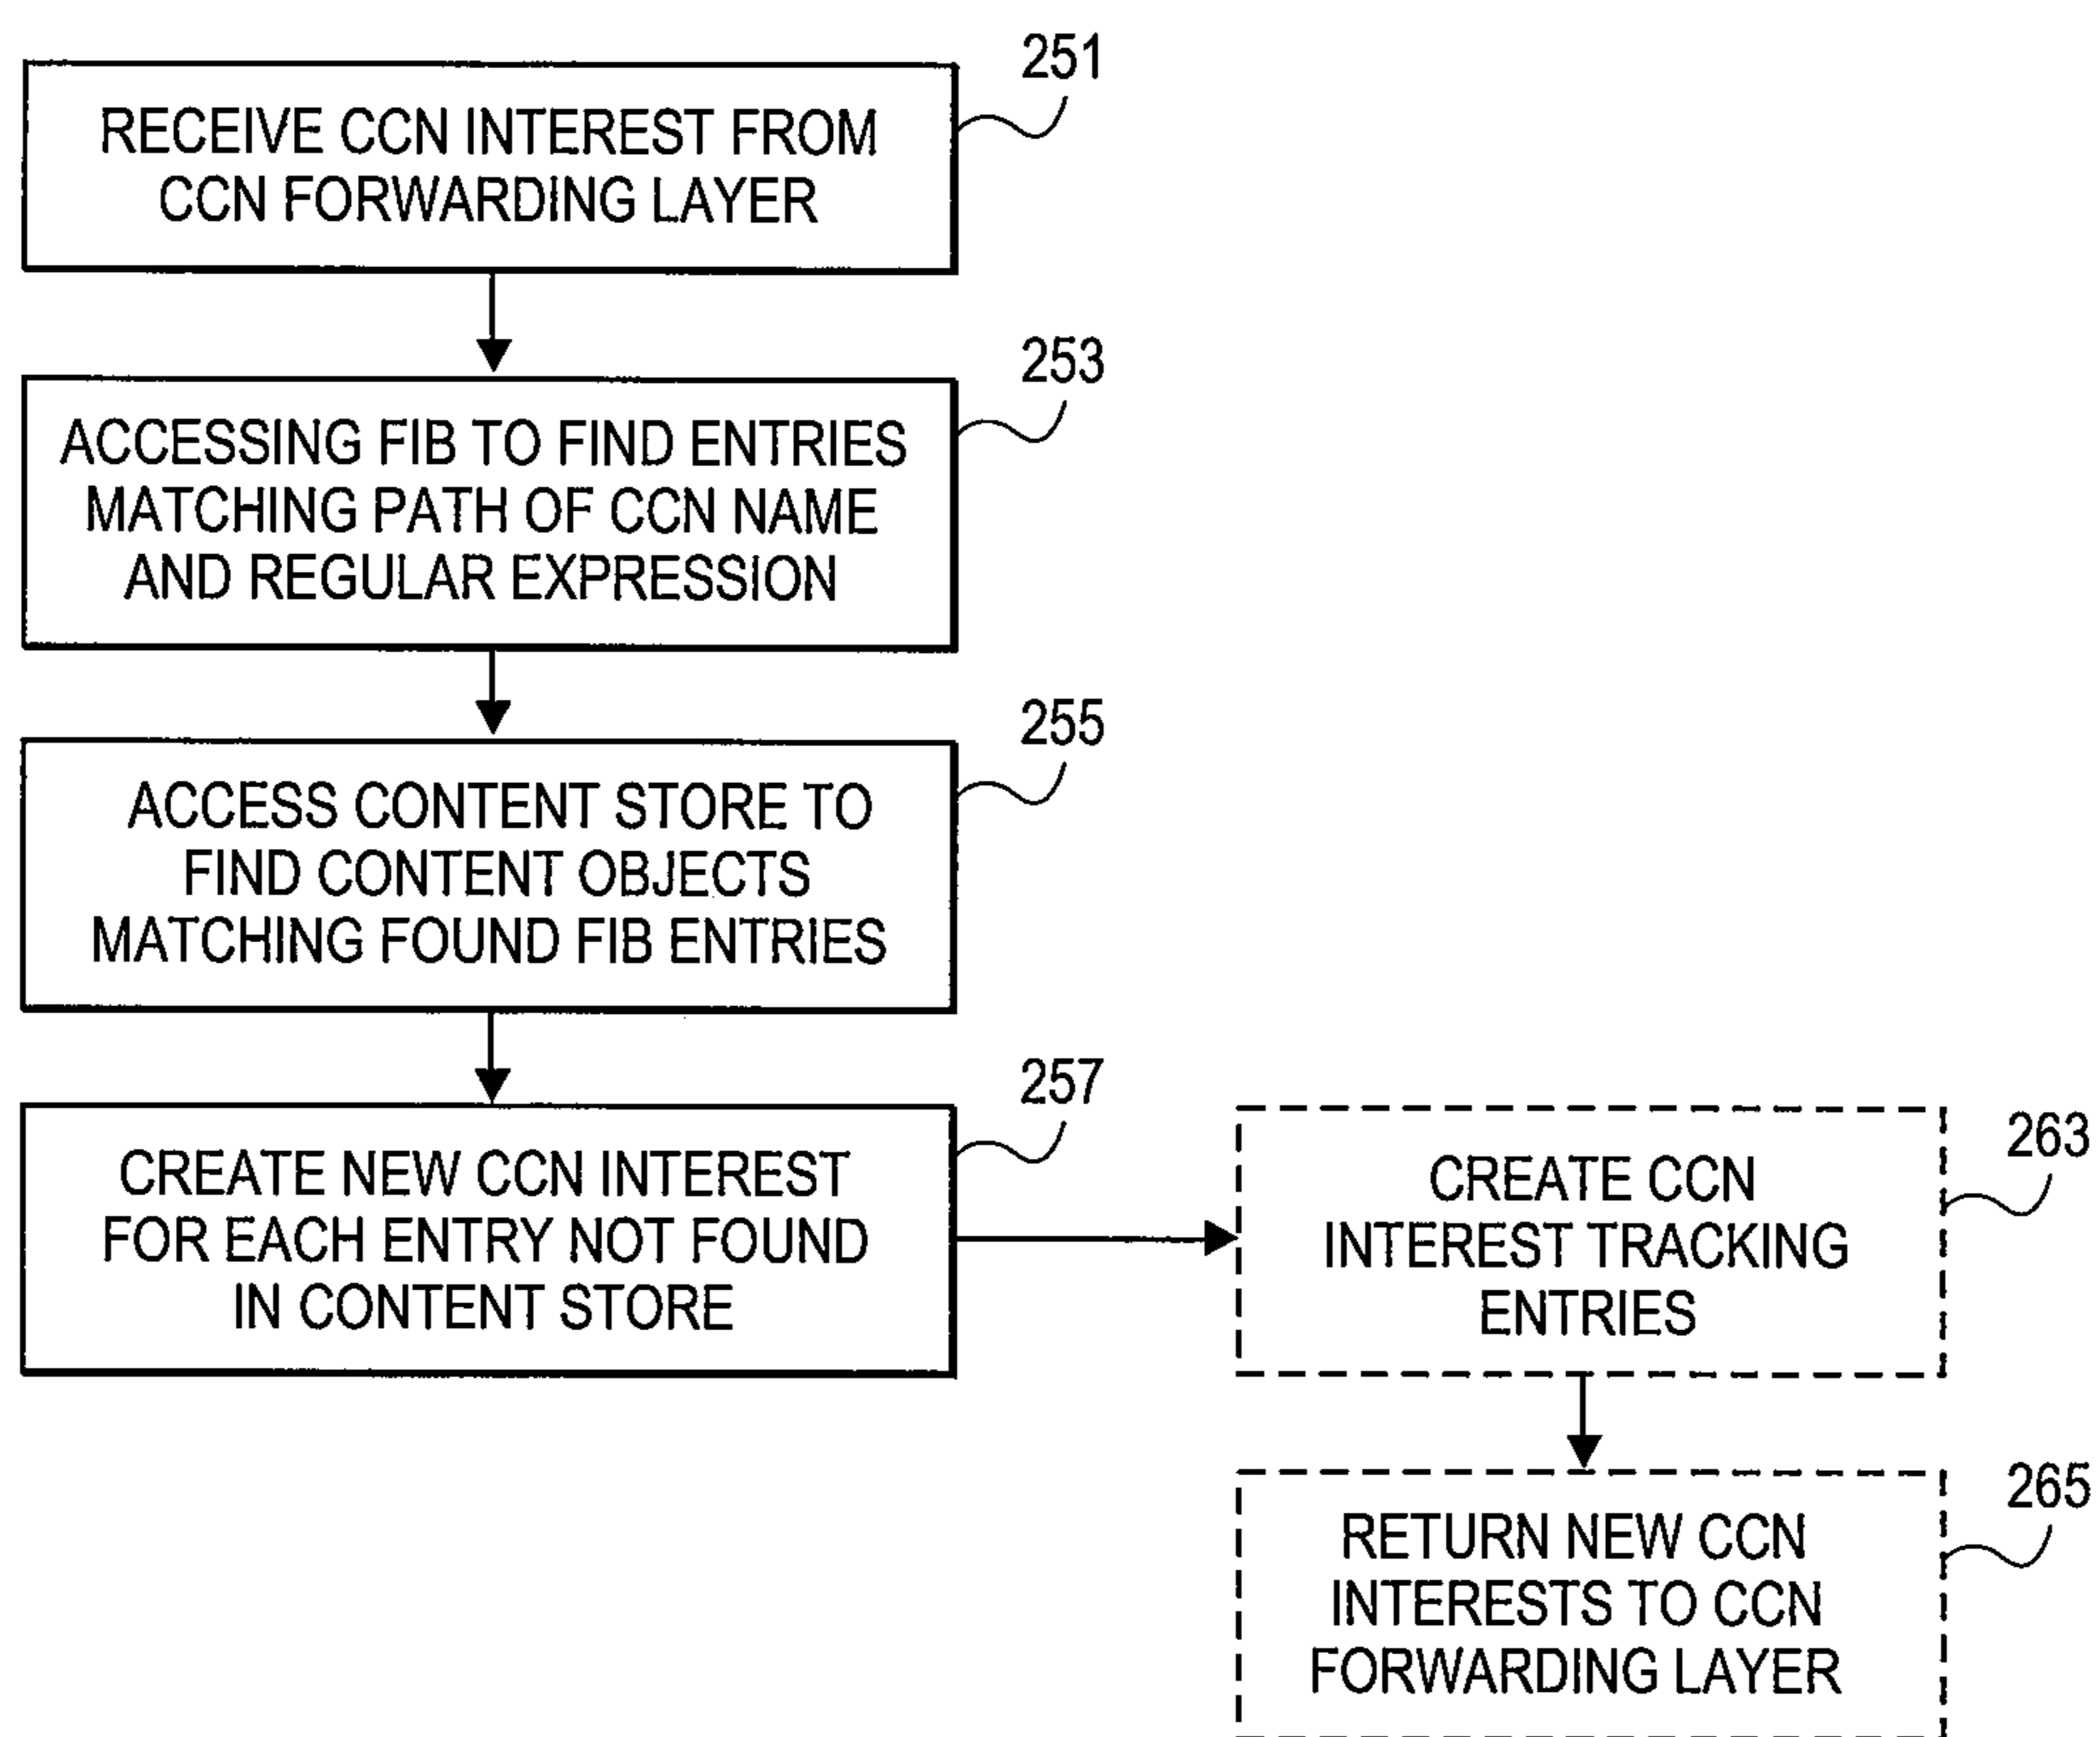 251
RECEIVE CCN INTEREST FROM
CCN FORWARDING LAYER
253
ACCESSING FIB TO FIND ENTRIES
MATCHING PATH OF CCN NAME
AND REGULAR EXPRESSION
255
ACCESS CONTENT STORE TO
FIND CONTENT OBJECTS
MATCHING FOUND FIB ENTRIES
257
CREATE NEW CCN INTEREST
FOR EACH ENTRY NOT FOUND
IN CONTENT STORE
263
CREATE CCN
INTEREST TRACKING
ENTRIES
265
RETURN NEW CCN
INTERESTS TO CCN
FORWARDING LAYER